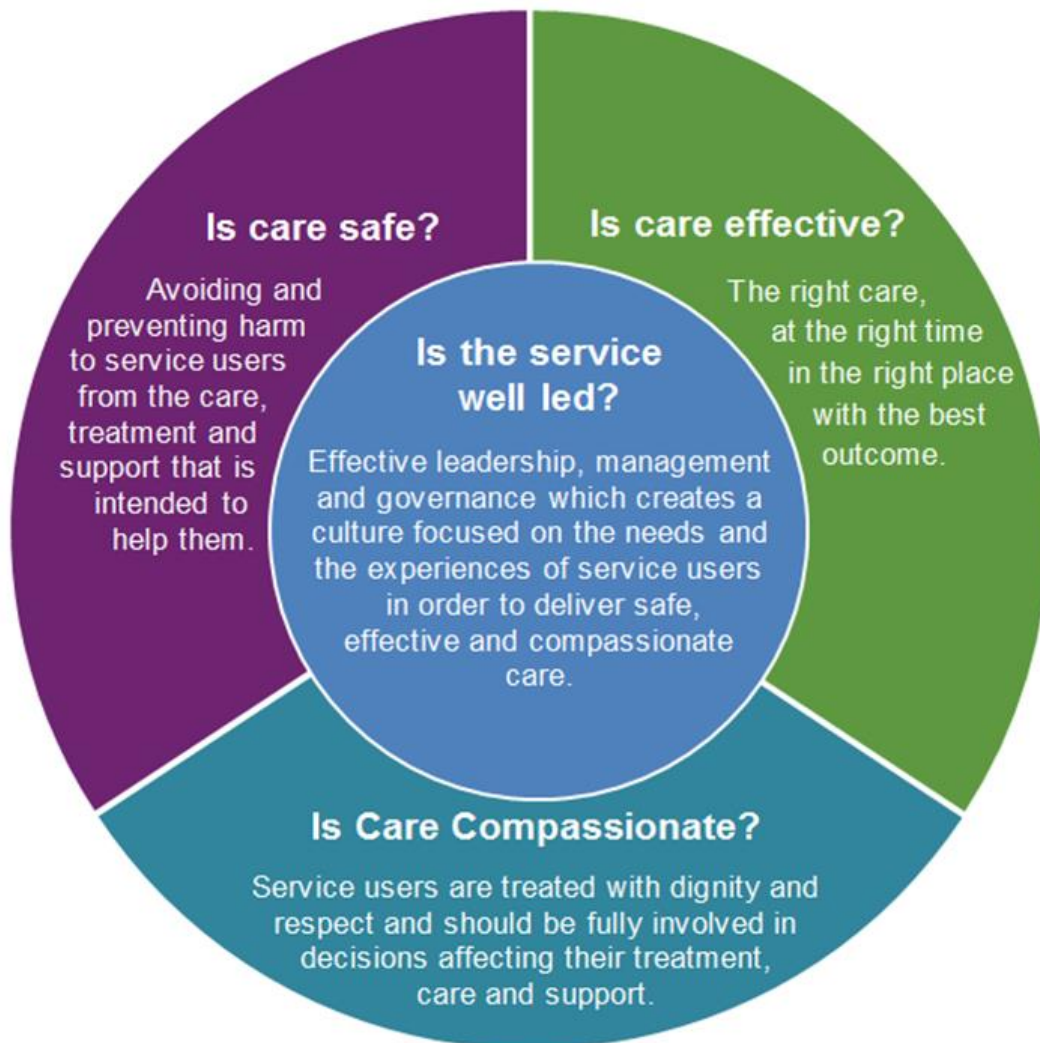 Is care safe?
Avoiding and
preventing harm
to service users
from the care,
treatment and
support that is
intended to
help them.
Is care effective?
The right care,
at the right time
in the right place
with the best
outcome.
Is the service
well led?
Effective leadership, management
and governance which creates a
culture focused on the needs and
the experiences of service users
in order to deliver safe,
effective and compassionate
care.
Is Care Compassionate?
Service users are treated with dignity and
respect and should be fully involved in
decisions affecting their treatment,
care and support.